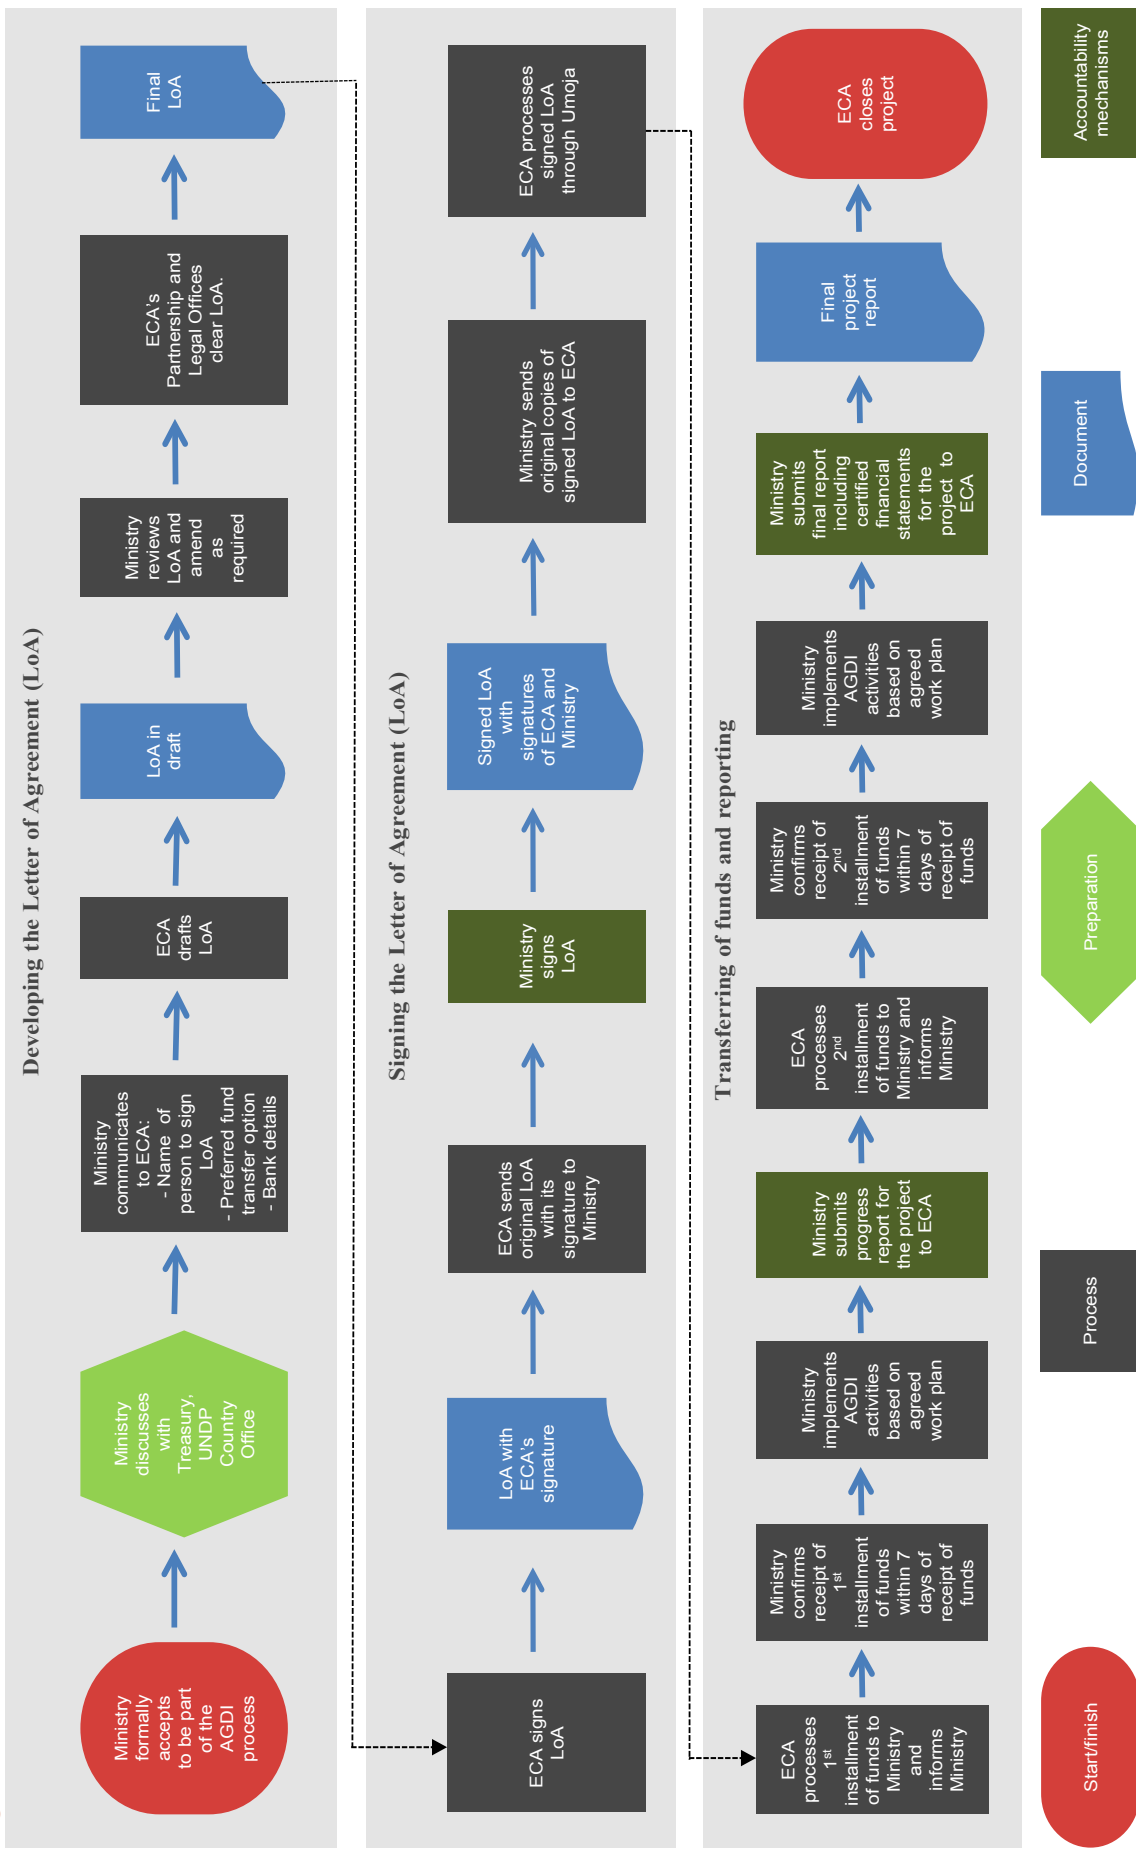 Developing the Letter of Agreement (LoA)
Ministry
formally
accepts
to be part
of the
AGDI
process
Ministry
discusses
with
Treasury,
UNDP
Country
Office
Ministry
communicates
to ECA:
- Name of
person to sign
LoA
- Preferred fund
transfer option
- Bank details
ECA
drafts
LoA
LoA in
draft
Ministry
reviews
LoA and
amend
as
required
ECA's
Partnership and
Legal Offices
clear LoA.
Final
LoA
Signing the Letter of Agreement (LoA)
ECA signs
LoA
LoA with
ECA's
signature
ECA sends
original LoA
with its
signature to
Ministry
Ministry
signs
LoA
Signed LoA
with
signatures
of ECA and
Ministry
Ministry sends
original copies of
signed LoA to ECA
ECA processes
signed LoA
through Umoja
Transferring of funds and reporting
ECA
processes
1st
installment
of funds to
Ministry
and
informs
Ministry
Ministry
confirms
receipt of
1st
installment
of funds
within 7
days of
receipt of
funds
Ministry
implements
AGDI
activities
based on
agreed
work plan
Ministry
submits
progress
report for
the project
to ECA
ECA
processes
2nd
installment
of funds to
Ministry and
informs
Ministry
Ministry
confirms
receipt of
2nd
installment
of funds
within 7
days of
receipt of
funds
Ministry
implements
AGDI
activities
based on
agreed
work plan
Ministry
submits
final report
including
certified
financial
statements
for the
project to
ECA
Final
project
report
ECA
closes
project
Start/finish
Process
Preparation
Document
Accountability
mechanisms